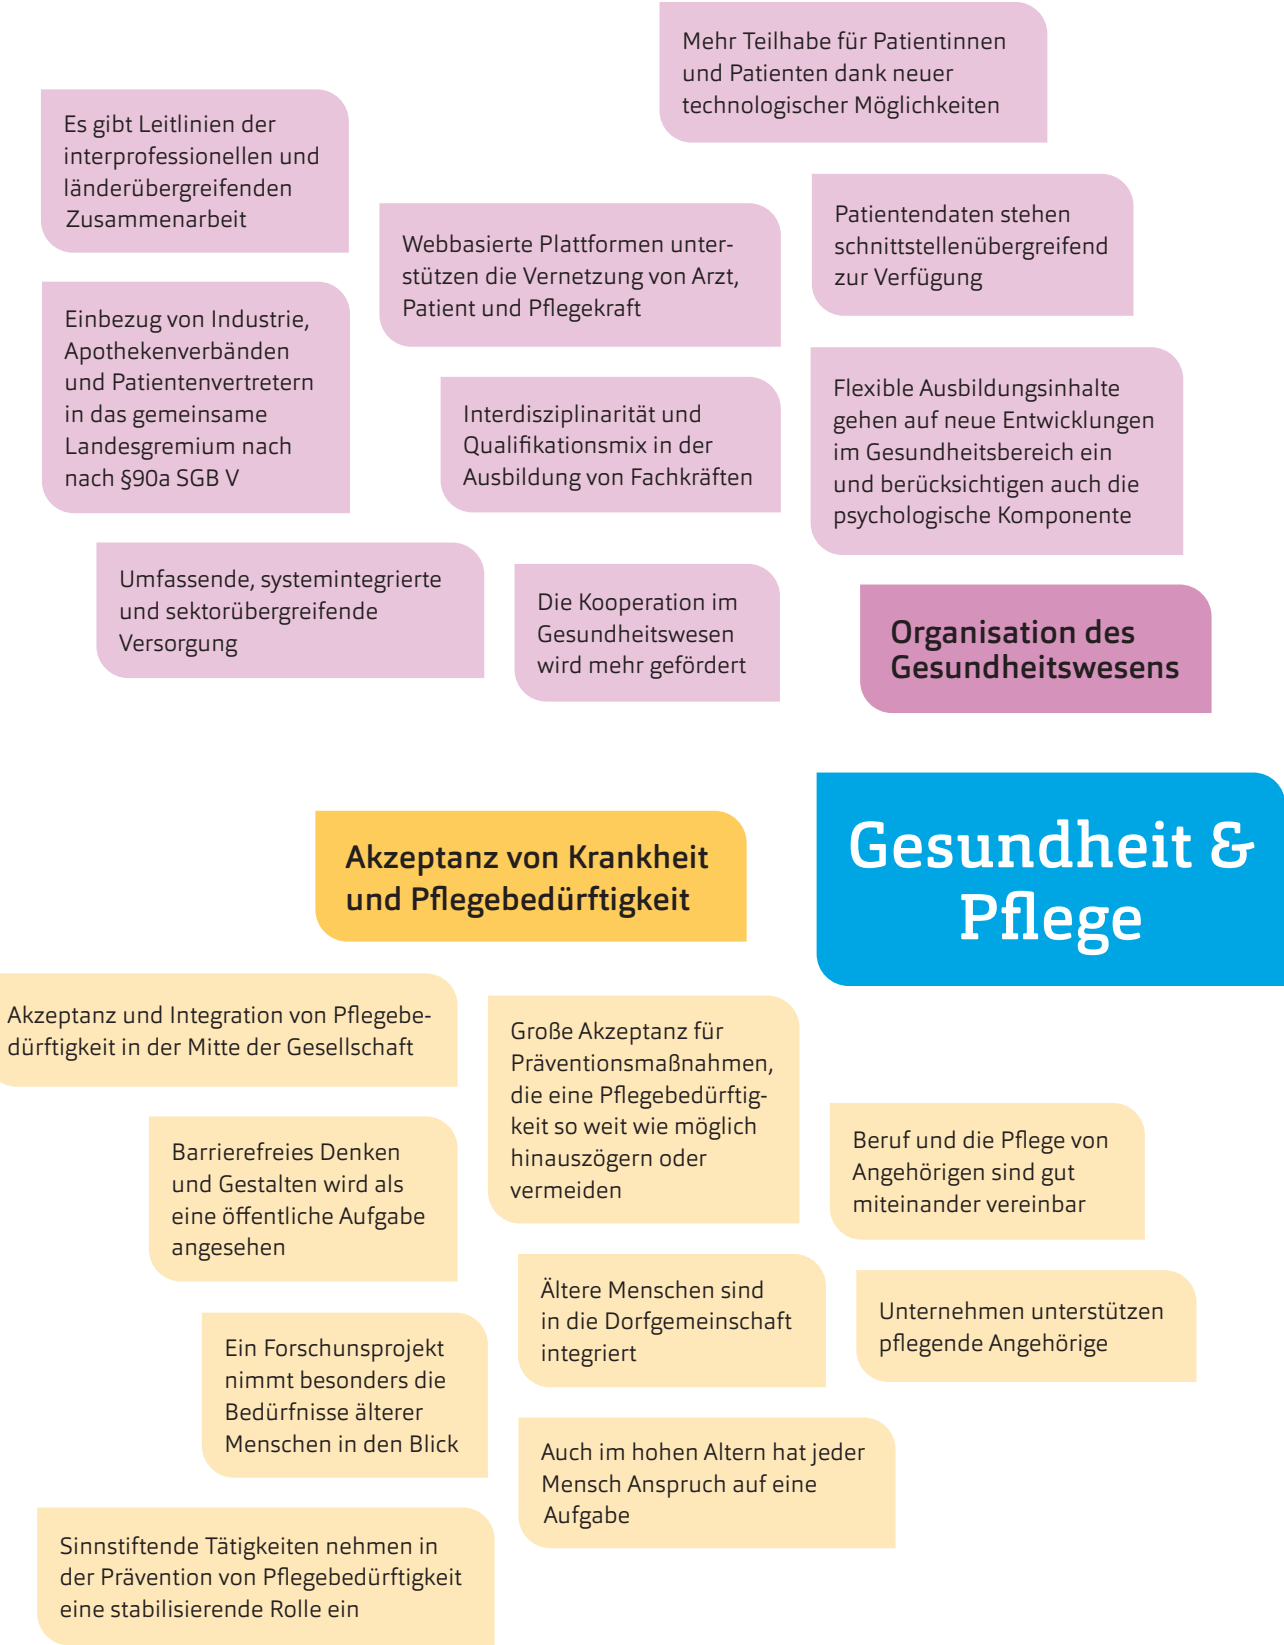 Mehr Teilhabe für Patientinnen
und Patienten dank neuer
technologischer Möglichkeiten
Es gibt Leitlinien der
interprofessionellen und
länderübergreifenden
Zusammenarbeit
Webbasierte Plattformen unter-
stützen die Vernetzung von Arzt,
Patient und Pflegekraft
Patientendaten stehen
schnittstellenübergreifend
zur Verfügung
Einbezug von Industrie,
Apothekenverbänden
und Patientenvertretern
in das gemeinsame
Landesgremium nach
nach §90a SGB V
Interdisziplinarität und
Qualifikationsmix in der
Ausbildung von Fachkräften
Flexible Ausbildungsinhalte
gehen auf neue Entwicklungen
im Gesundheitsbereich ein
und berücksichtigen auch die
psychologische Komponente
Umfassende, systemintegrierte
und sektorübergreifende
Versorgung
Die Kooperation im
Gesundheitswesen
wird mehr gefördert
Organisation des
Gesundheitswesens
Gesundheit &
Pflege
Akzeptanz von Krankheit
und Pflegebedürftigkeit
Akzeptanz und Integration von Pflegebe-
dürftigkeit in der Mitte der Gesellschaft
Große Akzeptanz für
Präventionsmaßnahmen,
die eine Pflegebedürftig-
keit so weit wie möglich
hinauszögern oder
vermeiden
Barrierefreies Denken
und Gestalten wird als
eine öffentliche Aufgabe
angesehen
Beruf und die Pflege von
Angehörigen sind gut
miteinander vereinbar
Ältere Menschen sind
in die Dorfgemeinschaft
integriert
Unternehmen unterstützen
pflegende Angehörige
Ein Forschunsprojekt
nimmt besonders die
Bedürfnisse älterer
Menschen in den Blick
Auch im hohen Altern hat jeder
Mensch Anspruch auf eine
Aufgabe
Sinnstiftende Tätigkeiten nehmen in
der Prävention von Pflegebedürftigkeit
eine stabilisierende Rolle ein